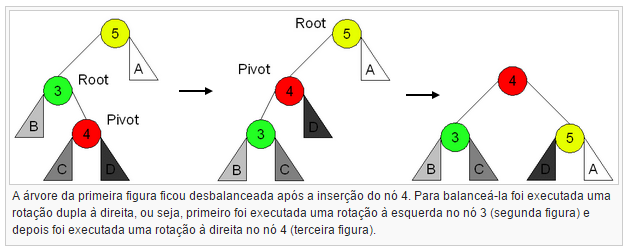 5
Root
5
A
Root
3
Pivot
4
A
4
B
Pivot
4
D
3
3
5
C
D
B
C
B
C
D
A
A árvore da primeira figura ficou desbalanceada após a inserção do nó 4. Para balanceá-la foi executada uma
rotação dupla à direita, ou seja, primeiro foi executada uma rotação à esquerda no nó 3 (segunda figura) e
depois foi executada uma rotação à direita no nó 4 (terceira figura).